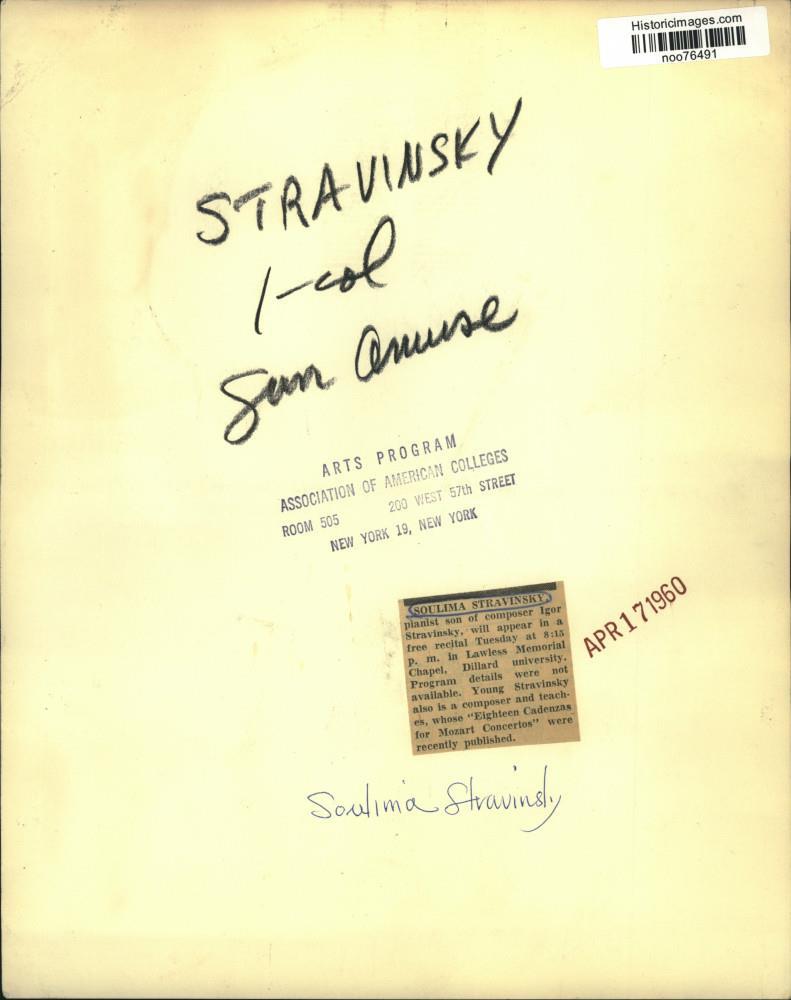 Historicimages.com
noo76491
STRAVINSKY
1-col
Sun Amuse
ARTS PROGRAM
ASSOCIATION OF AMERICAN COLLEGES
ROOM 505 200 WEST 57th STREET
NEW YORK 19, NEW YORK
SOULIMA STRAVINSKY,
pianist son of composer Igor
Stravinsky, will appear in a
free recital Tuesday at 8:15
p. m. in Lawless Memorial
Chapel, Dillard university.
Program details were not
available. Young Stravinsky
also is a composer and teach-
es, whose "Eighteen Cadenzas
for Mozart Concertos" were
recently published.
APR 17 1960
Soulima Stravinsky